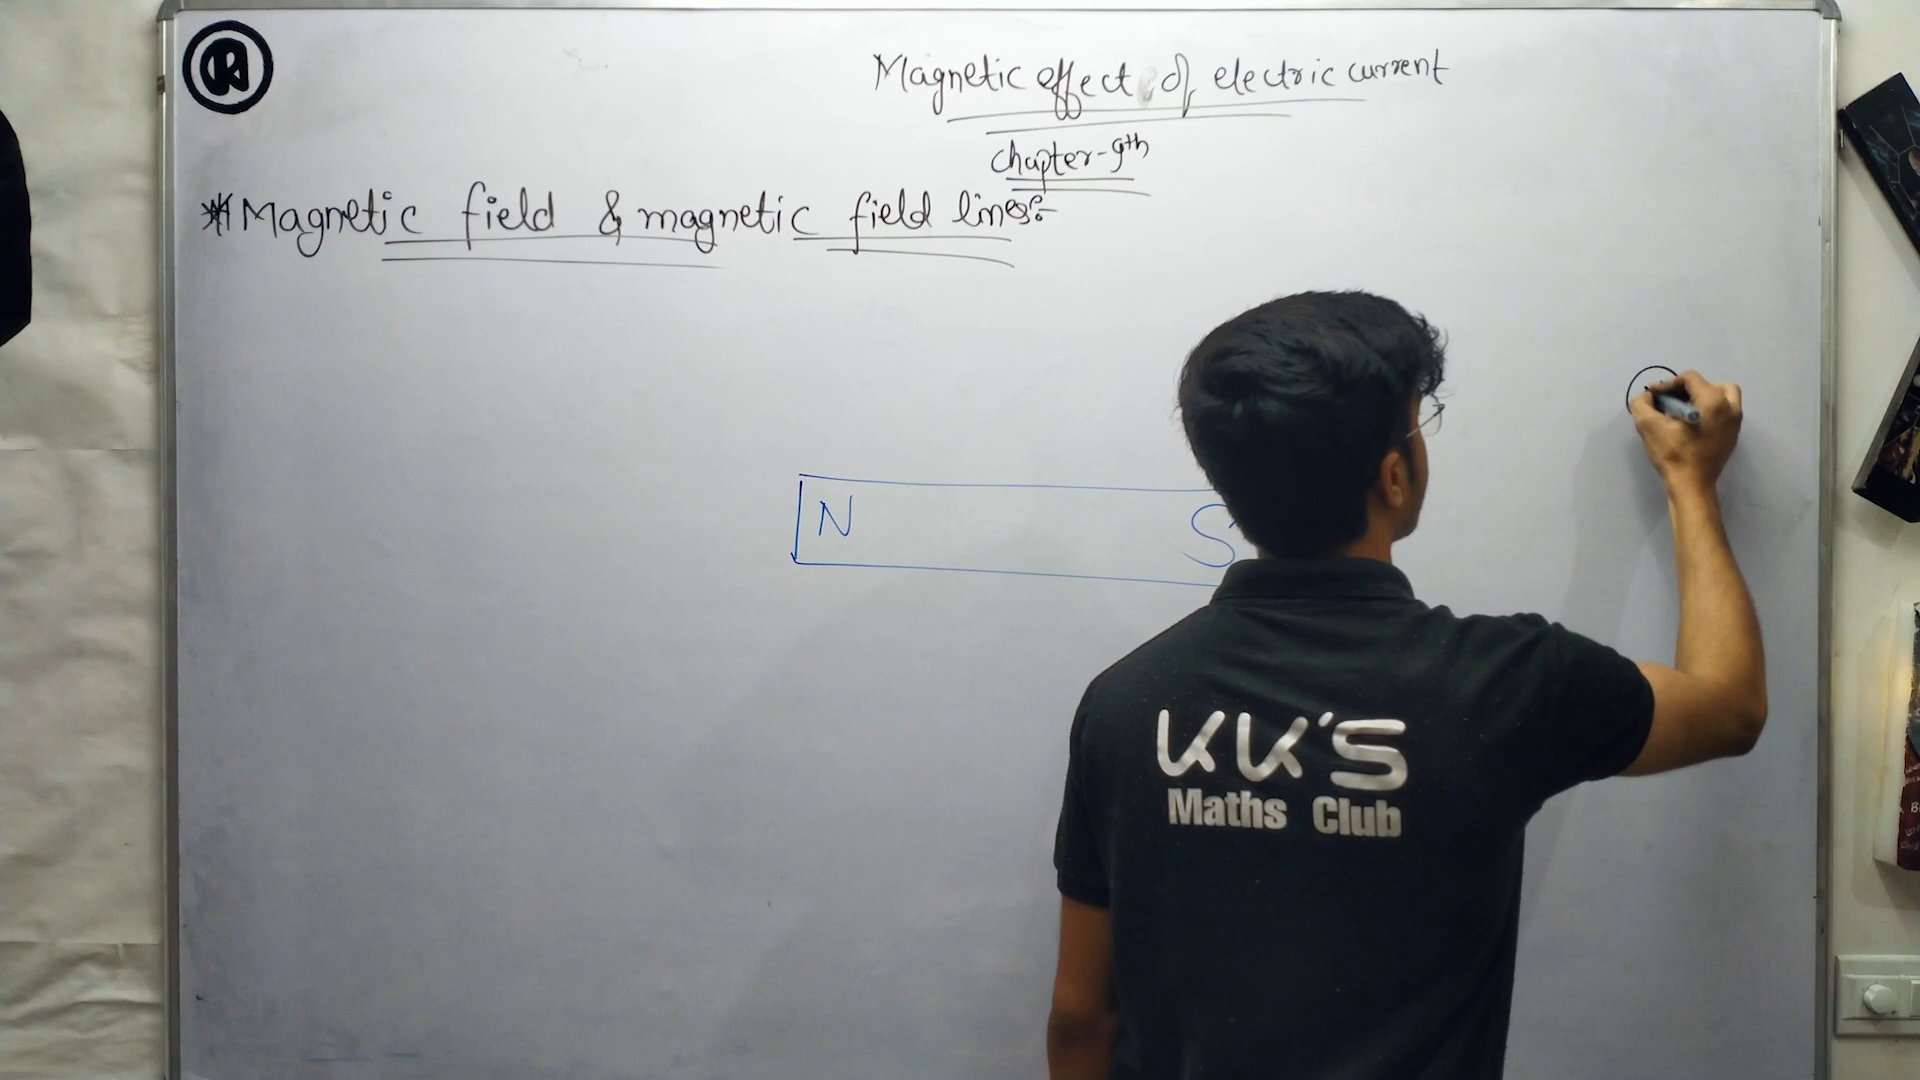 Magnetic effect of electric current
Chapter-9th
*Magnetic field & magnetic field lines:-
N S
KK'S
Maths Club